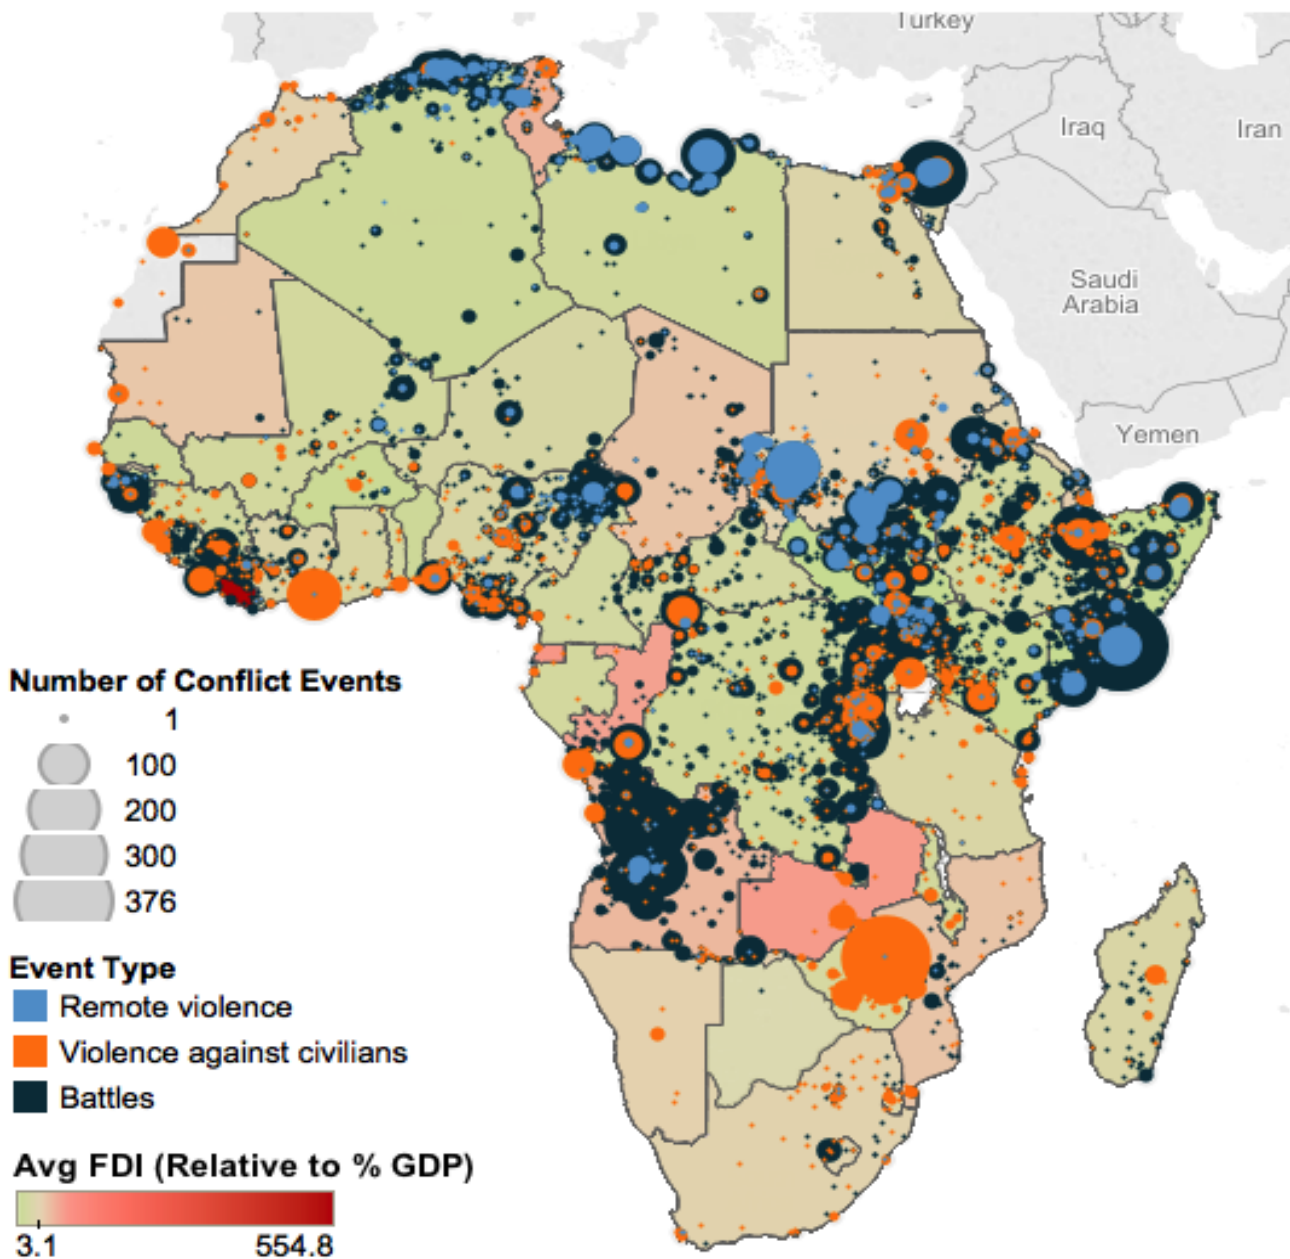 Turkey
Iraq
Iran
Saudi
Arabia
Yemen
Number of Conflict Events
1
100
200
300
376
Event Type
Remote violence
Violence against civilians
Battles
Avg FDI (Relative to % GDP)
3.1 554.8